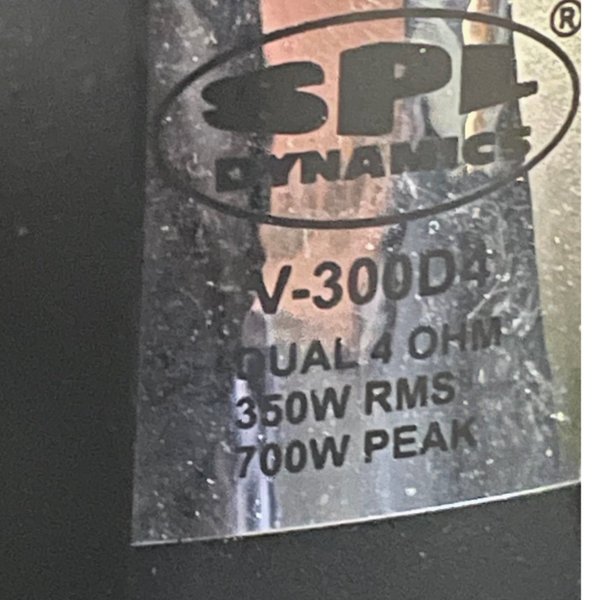 ®
SPL
DYNAMICS
V-300D4
DUAL 4 OHM
350W RMS
700W PEAK